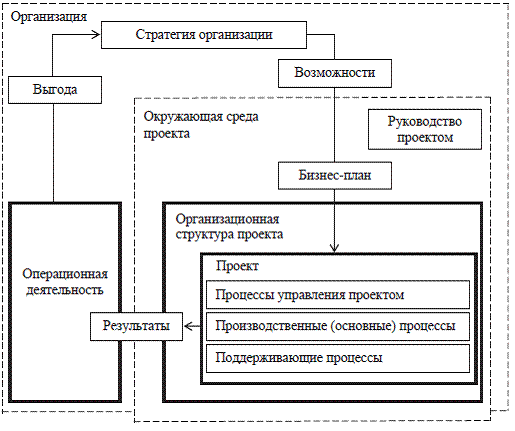 Организация
Стратегия организации
Возможности
Выгода
Окружающая среда
проекта
Руководство
проектом
Бизнес-план
Организационная
структура проекта
Операционная
деятельность
Проект
Процессы управления проектом
Результаты
Производственные (основные) процессы
Поддерживающие процессы